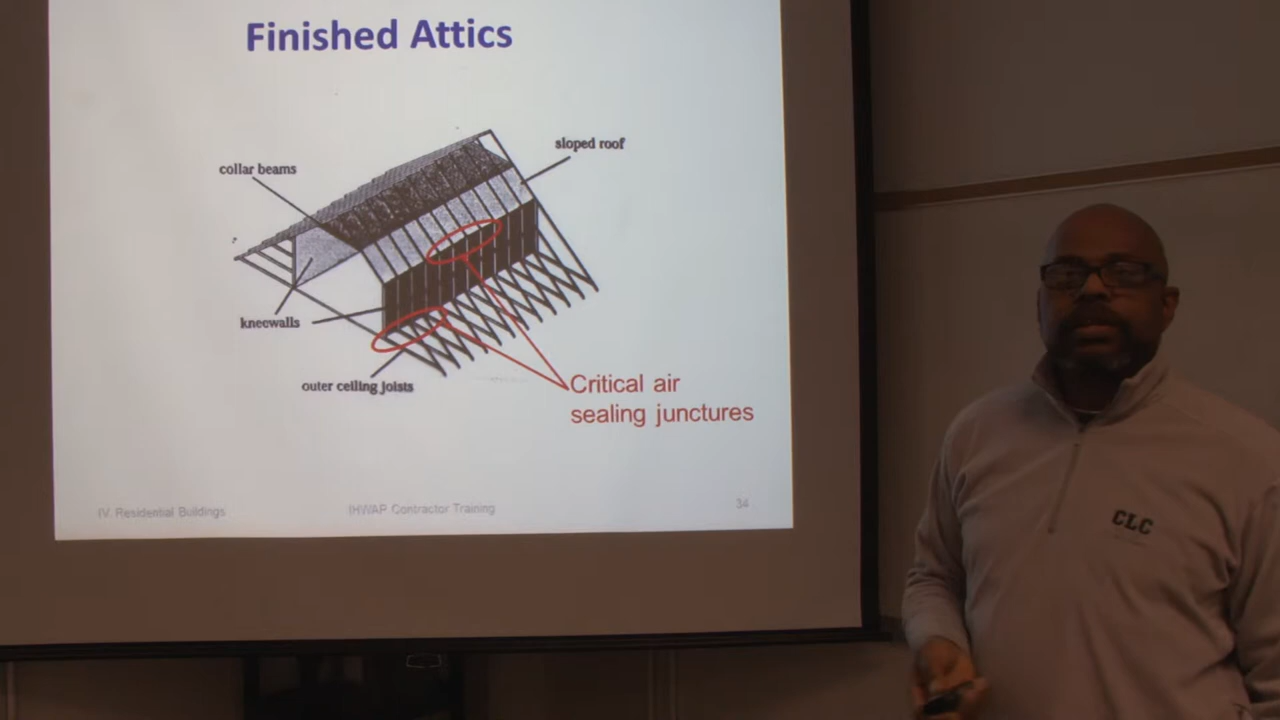 Finished Attics
sloped roof
collar beams
kneewalls
outer ceiling joists
Critical air
sealing junctures
IV. Residential Buildings
IHWAP Contractor Training
34
CLC